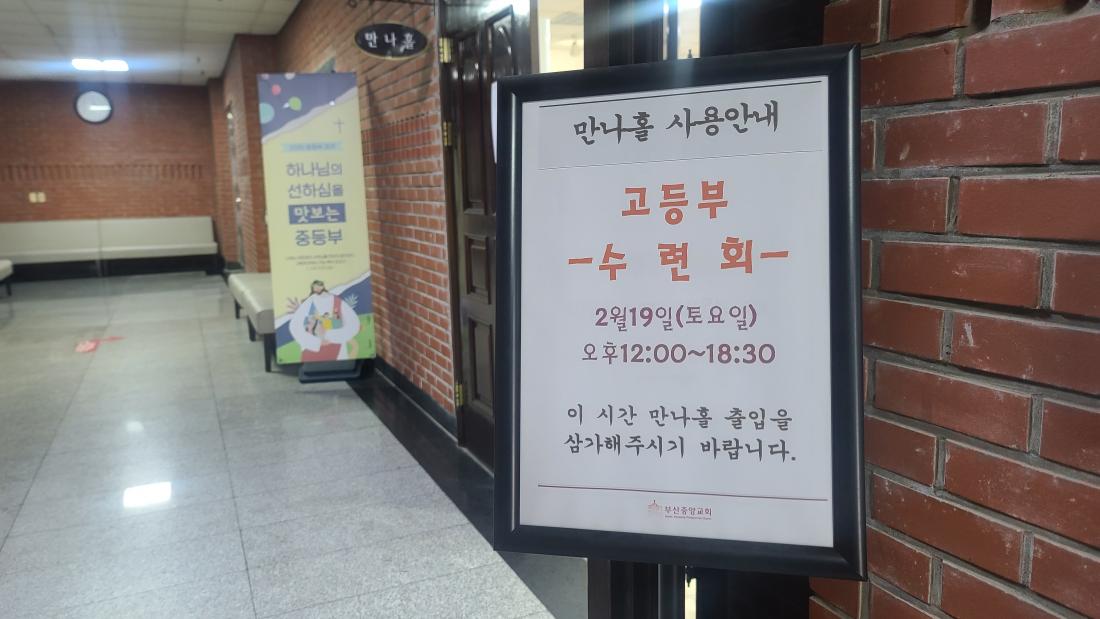 만나홀
하나님의
선하심을
맛보는
중등부
만나홀 사용안내
고등부
-수련회-
2월19일(토요일)
오후12:00~18:30
이 시간 만나홀 출입을
삼가해주시기 바랍니다.
부산중앙교회